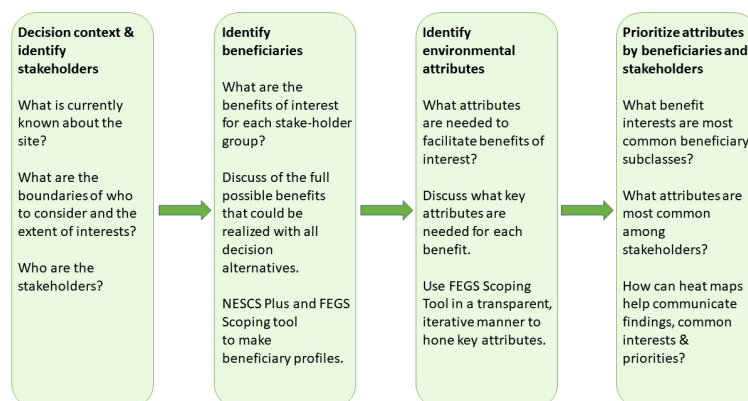 Decision context &
identify
stakeholders
What is currently
known about the
site?
What are the
boundaries of who
to consider and the
extent of interests?
Who are the
stakeholders?
Identify
beneficiaries
What are the
benefits of interest
for each stake-holder
group?
Discuss of the full
possible benefits
that could be
realized with all
decision
alternatives.
NESCS Plus and FEGS
Scoping tool
to make
beneficiary profiles.
Identify
environmental
attributes
What attributes
are needed to
facilitate benefits of
interest?
Discuss what key
attributes are
needed for each
benefit.
Use FEGS Scoping
Tool in a transparent,
iterative manner to
hone key attributes.
Prioritize attributes
by beneficiaries and
stakeholders
What benefit
interests are most
common beneficiary
subclasses?
What attributes are
most common
among
stakeholders?
How can heat maps
help communicate
findings, common
interests &
priorities?